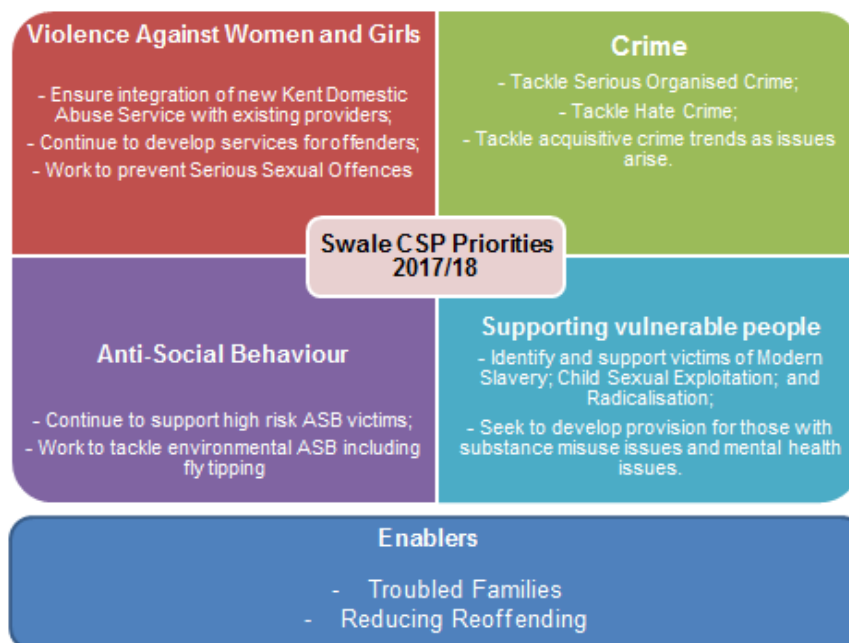 Violence Against Women and Girls
- Ensure integration of new Kent Domestic
Abuse Service with existing providers;
- Continue to develop services for offenders;
- Work to prevent Serious Sexual Offences
Crime
- Tackle Serious Organised Crime;
- Tackle Hate Crime;
- Tackle acquisitive crime trends as issues
arise.
Swale CSP Priorities
2017/18
Anti-Social Behaviour
- Continue to support high risk ASB victims;
- Work to tackle environmental ASB including
fly tipping
Supporting vulnerable people
- Identify and support victims of Modern
Slavery; Child Sexual Exploitation; and
Radicalisation;
- Seek to develop provision for those with
substance misuse issues and mental health
issues.
Enablers
- Troubled Families
- Reducing Reoffending